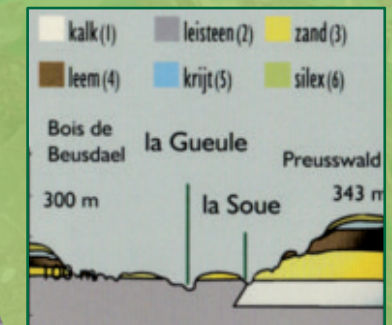 kalk (1) leisteen (2) zand (3)
leem (4) krijt (5) silex (6)
Bois de
Beusdael
la Gueule
Preusswald
300 m
la Soue
343 m
100 m